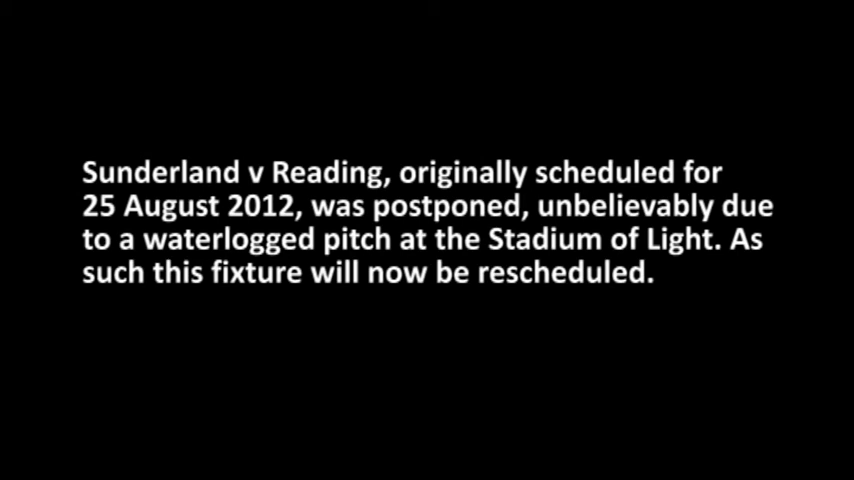 Sunderland v Reading, originally scheduled for
25 August 2012, was postponed, unbelievably due
to a waterlogged pitch at the Stadium of Light. As
such this fixture will now be rescheduled.